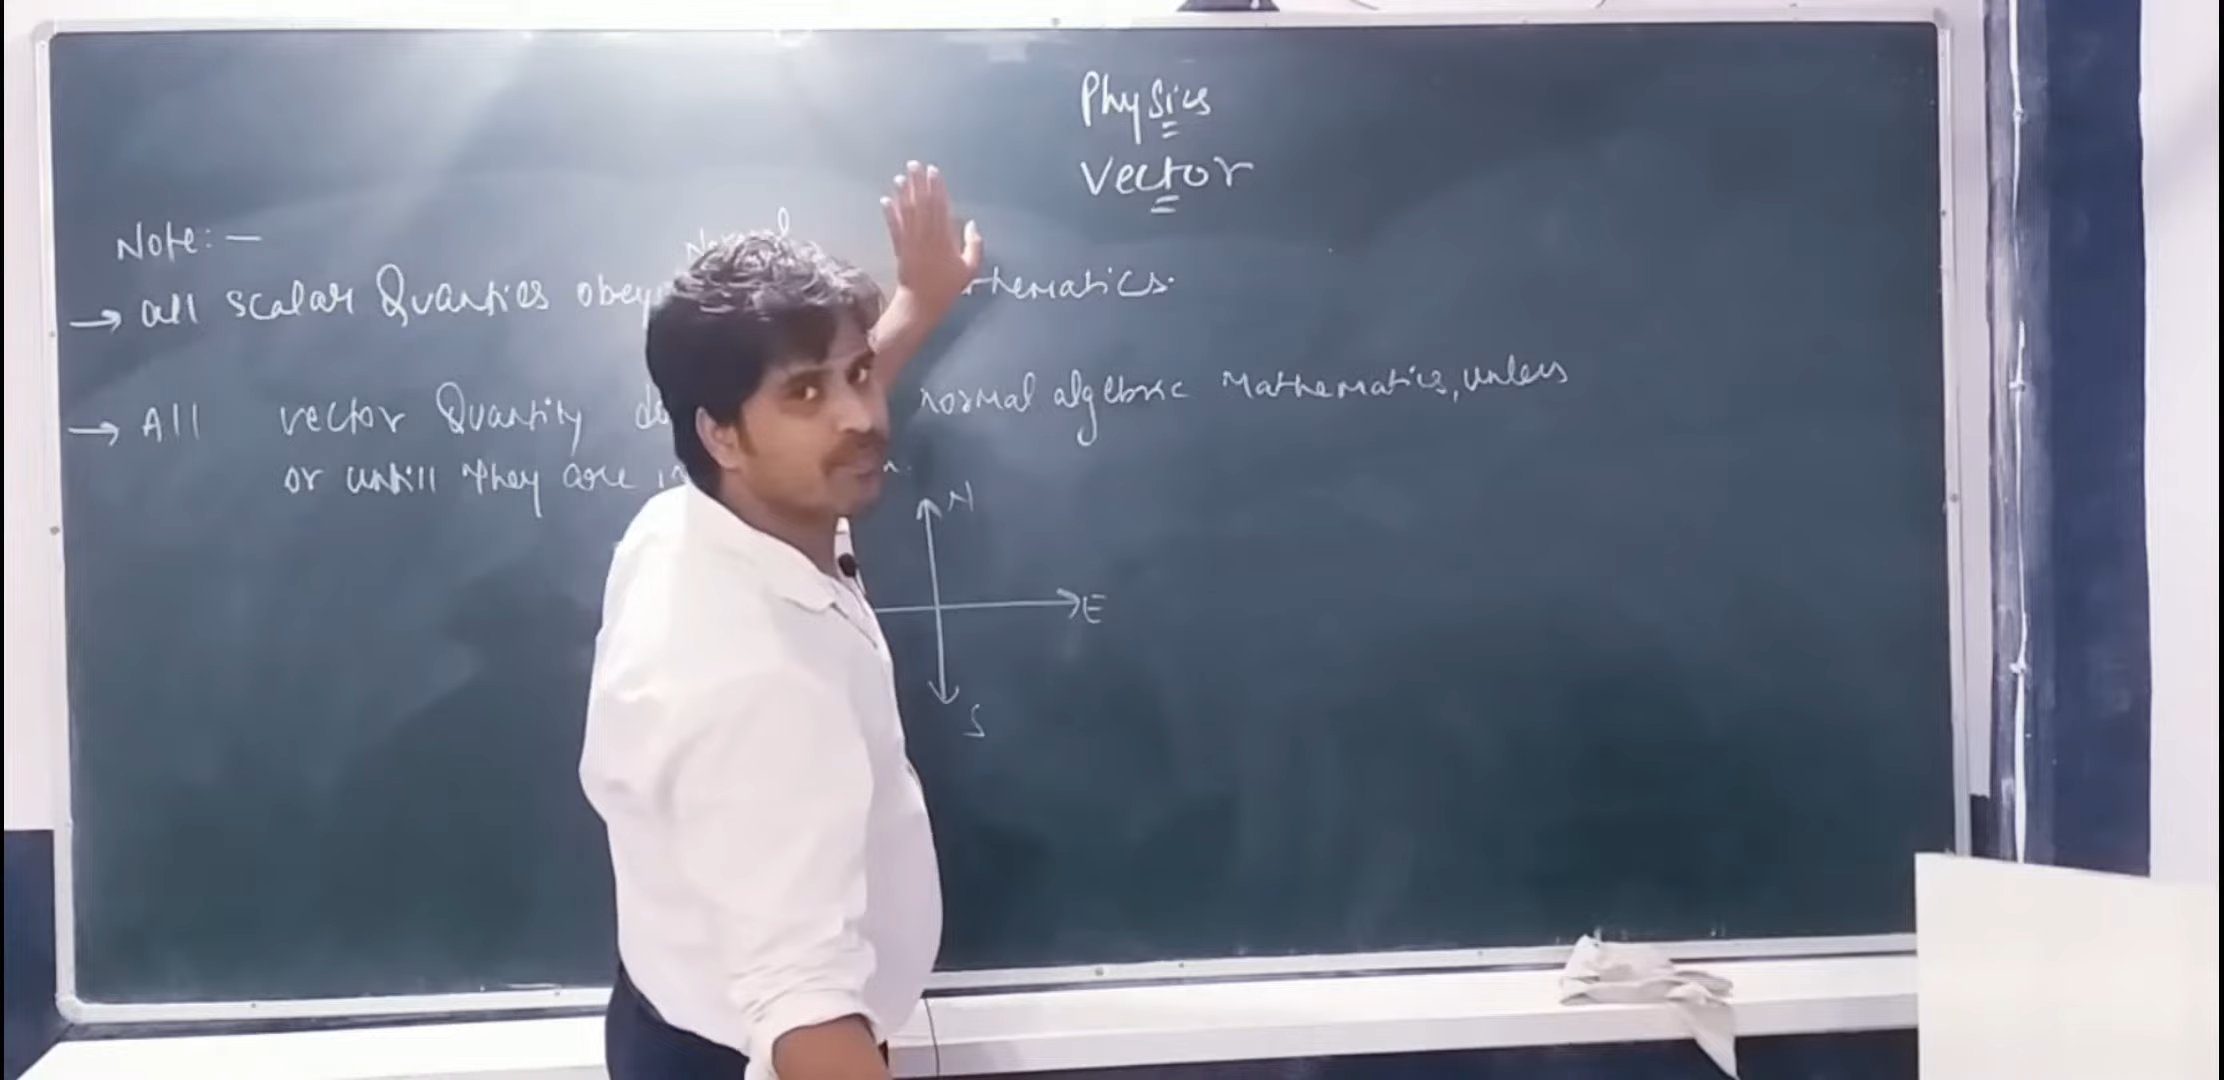 Physics
Vector
Note:-
→ all scalar Quanties obey thematics.
→ All vector Quantity do normal algebric Mathematics, unless
or untill they are in
N
E
S